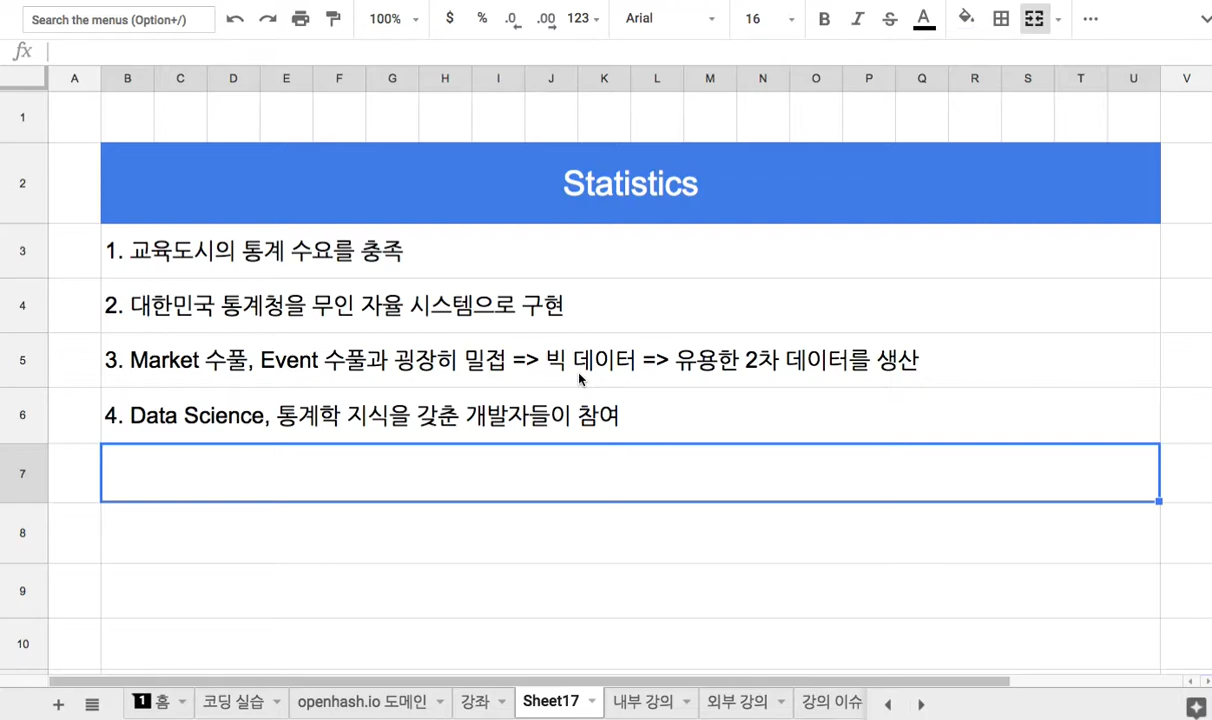 Search the menus (Option+/) 100% $ % .0 .00 123 Arial 16 B I S A
fx
A B C D E F G H I J K L M N O P Q R S T U V
1
2 Statistics
3 1. 교육도시의 통계 수요를 충족
4 2. 대한민국 통계청을 무인 자율 시스템으로 구현
5 3. Market 수풀, Event 수풀과 굉장히 밀접 => 빅 데이터 => 유용한 2차 데이터를 생산
6 4. Data Science, 통계학 지식을 갖춘 개발자들이 참여
7
8
9
10
1 홈 코딩 실습 openhash.io 도메인 강좌 Sheet17 내부 강의 외부 강의 강의 이슈